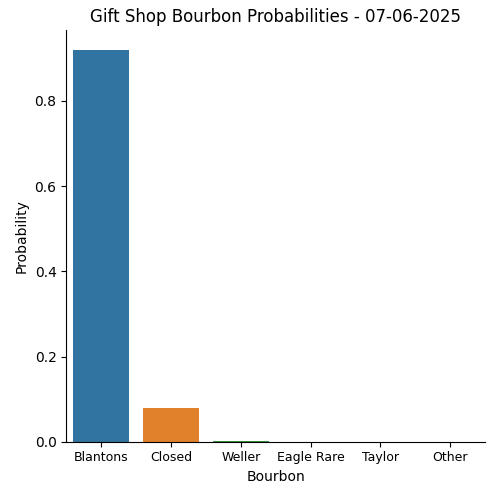 Gift Shop Bourbon Probabilities - 07-06-2025
Probability
0.8
0.6
0.4
0.2
0.0
Blantons Closed Weller Eagle Rare Taylor Other
Bourbon